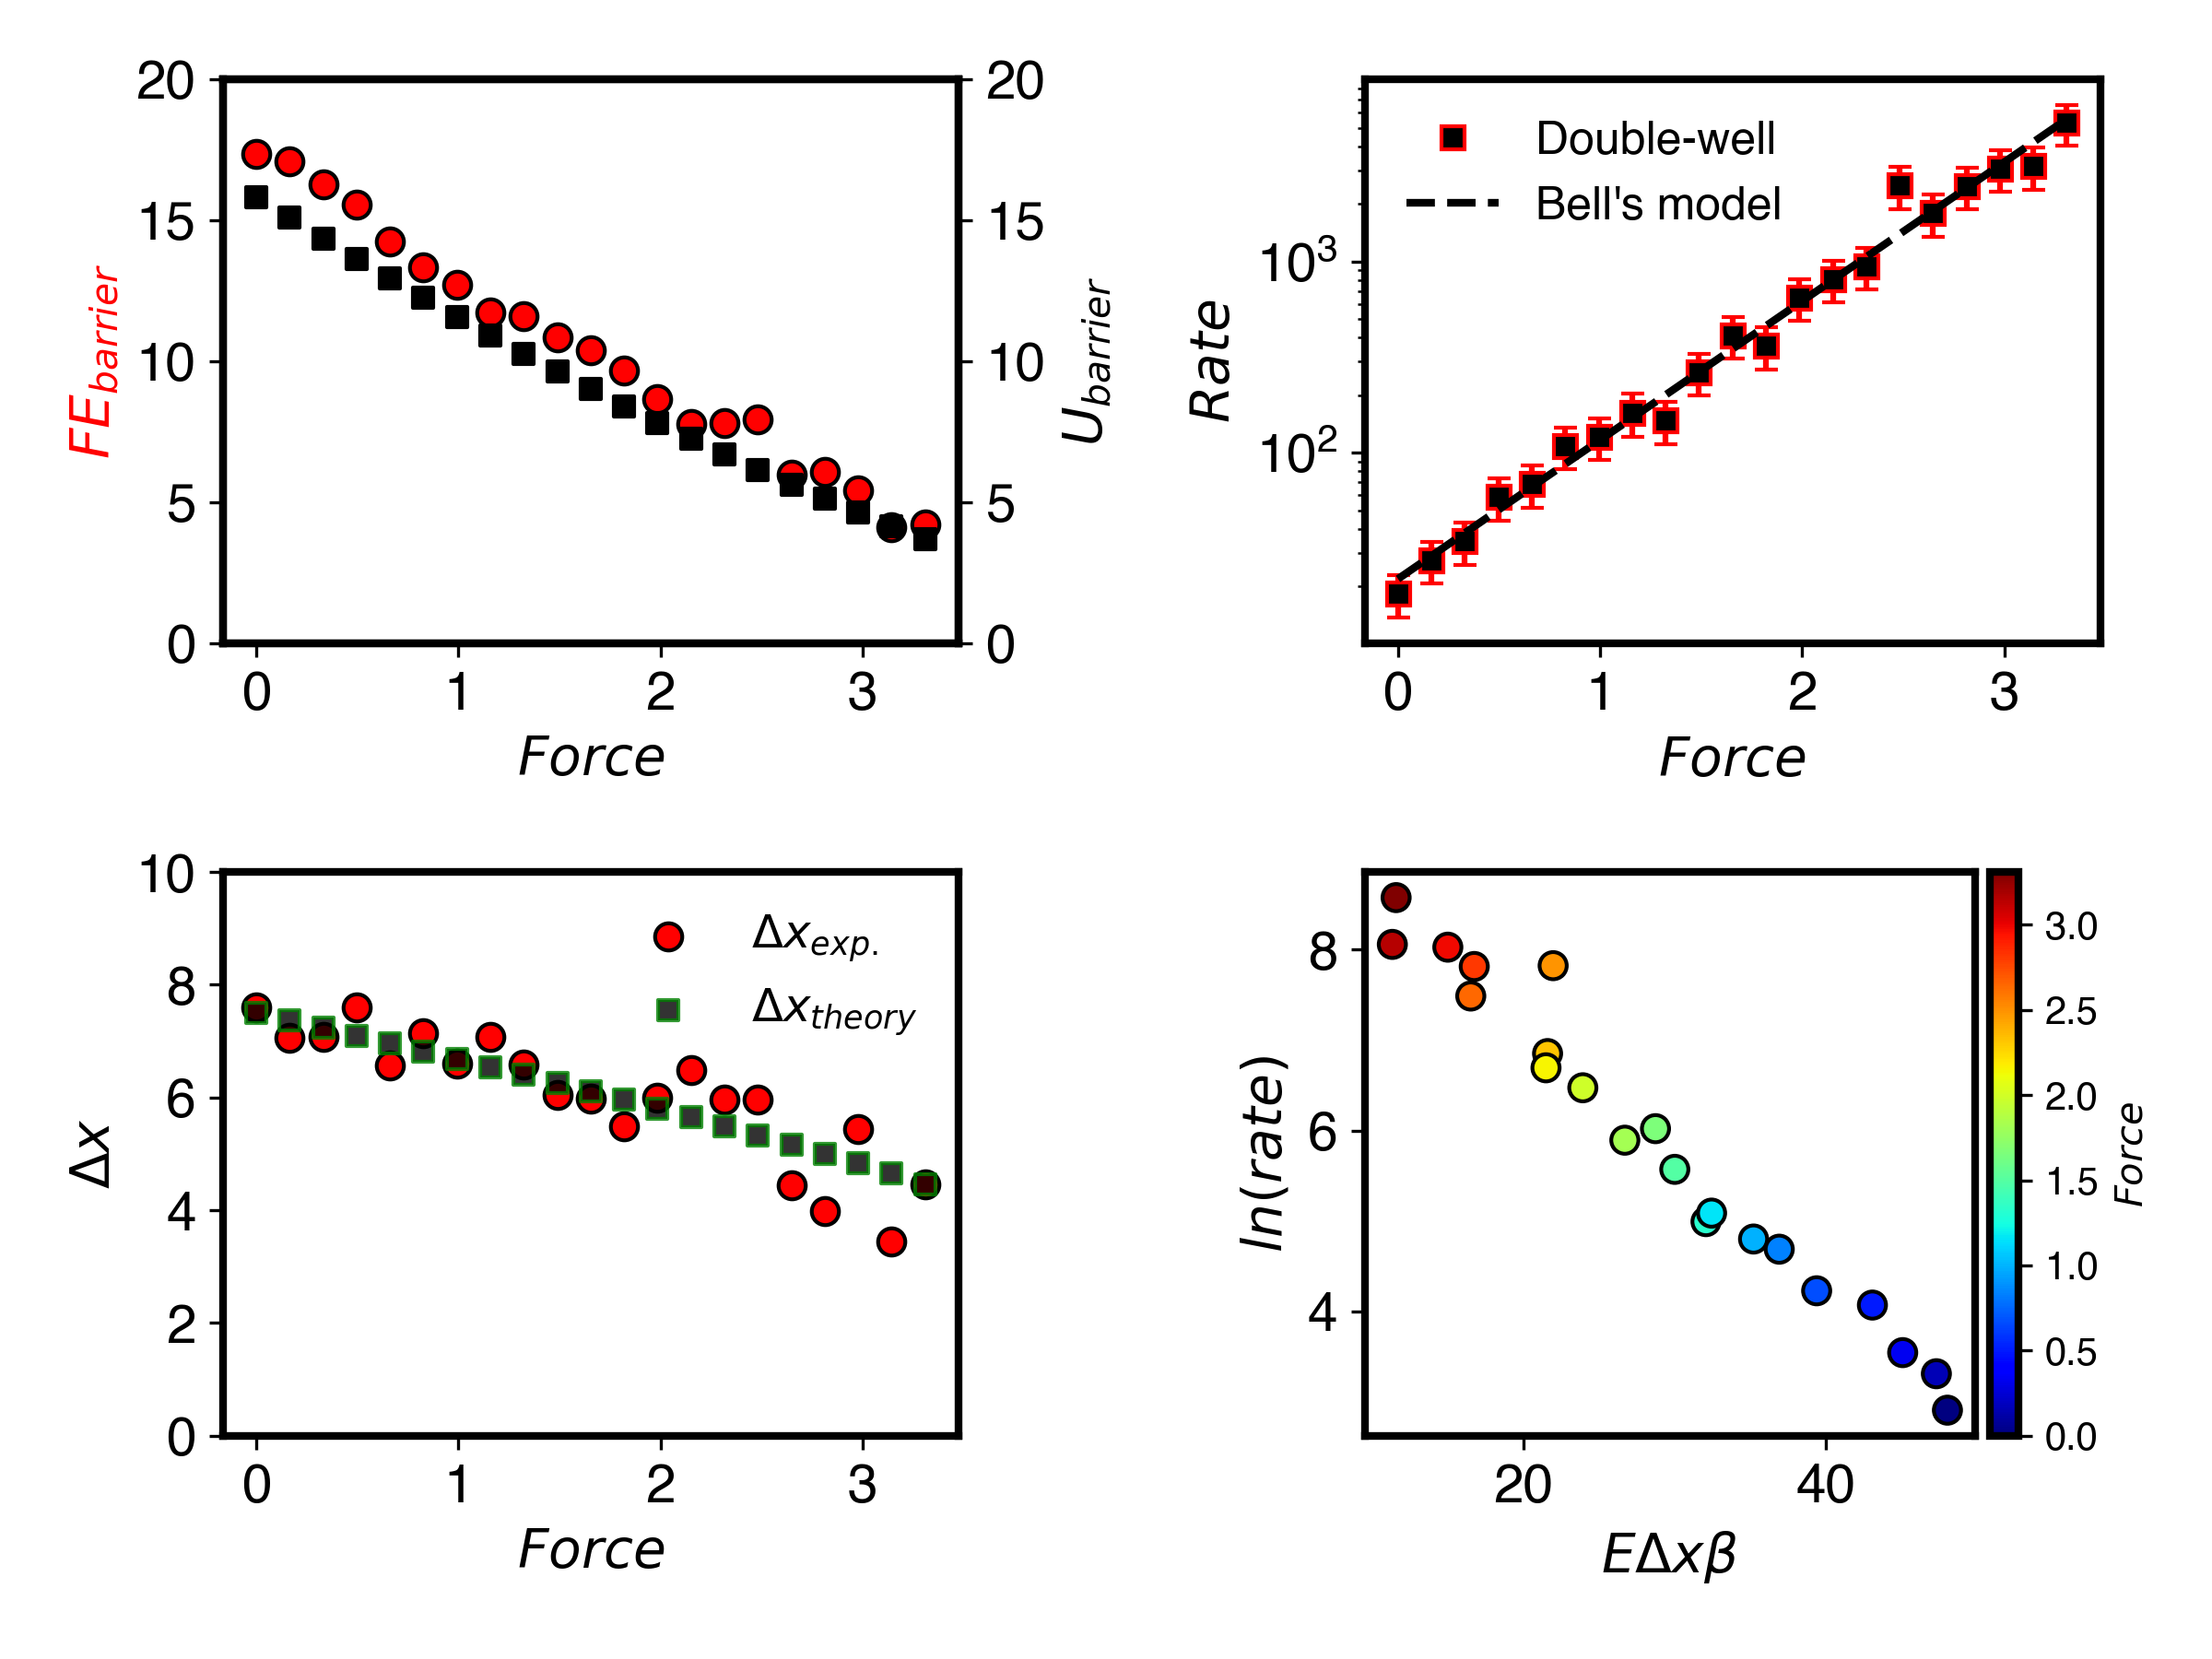 20
15
10
5
0
FE_barrier
20
15
10
5
0
U_barrier
0 1 2 3
Force
Double-well
Bell's model
10^3
10^2
Rate
0 1 2 3
Force
10
8
6
4
2
0
Δx
Δx_exp.
Δx_theory
0 1 2 3
Force
8
6
4
ln(rate)
20 40
EΔxβ
3.0
2.5
2.0
1.5
1.0
0.5
0.0
Force